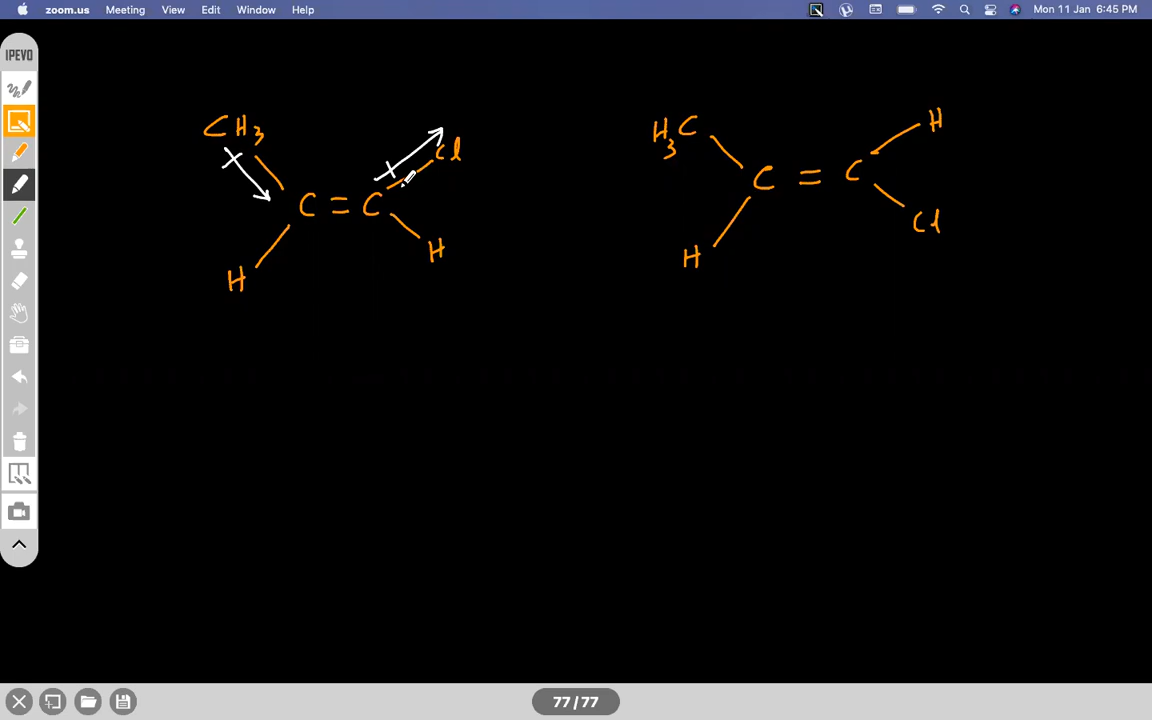 zoom.us Meeting View Edit Window Help Mon 11 Jan 6:45 PM
IPEVO
CH3 Cl
C = C
H H
H3C H
C = C
H Cl
77/77